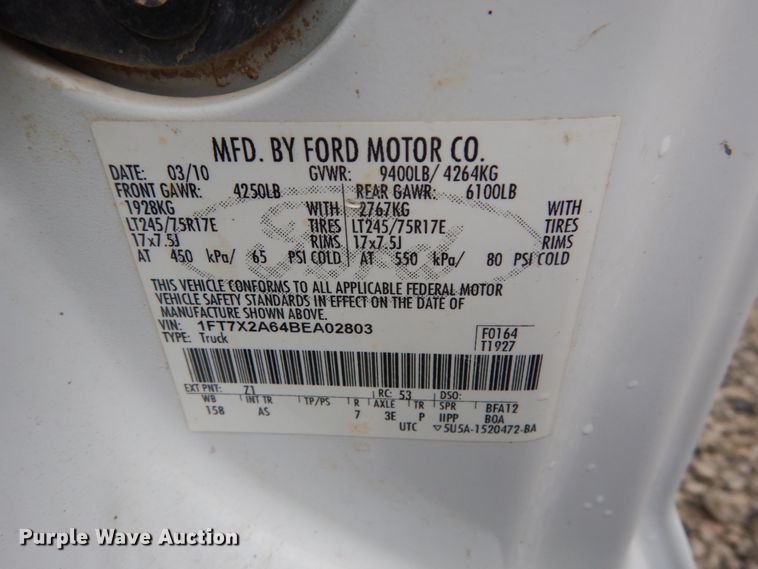 MFD. BY FORD MOTOR CO.
DATE: 03/10 GVWR: 9400LB/ 4264KG
FRONT GAWR: 4250LB REAR GAWR: 6100LB
1928KG WITH 2767KG WITH
LT245/75R17E TIRES LT245/75R17E TIRES
17x7.5J RIMS 17x7.5J RIMS
AT 450 kPa/ 65 PSI COLD AT 550 kPa/ 80 PSI COLD
Ford
THIS VEHICLE CONFORMS TO ALL APPLICABLE FEDERAL MOTOR
VEHICLE SAFETY STANDARDS IN EFFECT ON THE DATE OF
MANUFACTURE SHOWN ABOVE.
VIN: 1FT7X2A64BEA02803 F0164
TYPE: Truck T1927
EXT PNT: Z1 RC: 53 DSO:
WB INT TR TP/PS R AXLE TR SPR BFA12
158 AS 7 3E P IIPP BOA
UTC ▽5U5A-1520472-BA
Purple Wave Auction